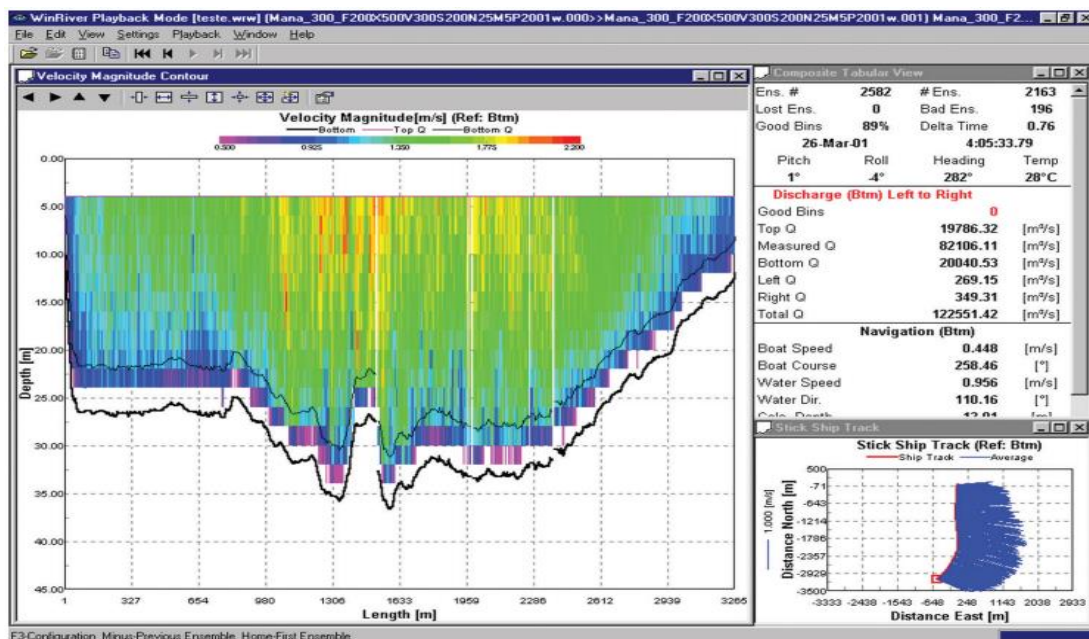 WinRiver Playback Mode [teste.wrw] (Mana_300_F200X500V300S200N25M5P2001w.000>>Mana_300_F200X500V300S200N25M5P2001w.001) Mana_300_F2...
File Edit View Settings Playback Window Help
Velocity Magnitude Contour
Velocity Magnitude[m/s] (Ref: Btm)
Bottom Top Q Bottom Q
0.500 0.925 1.350 1.775 2.200
0.00
5.00
10.00
15.00
20.00
25.00
30.00
35.00
40.00
45.00
Depth [m]
1 327 654 980 1306 1633 1959 2286 2612 2939 3265
Length [m]
Composite Tabular View
Ens. # 2582 # Ens. 2163
Lost Ens. 0 Bad Ens. 196
Good Bins 89% Delta Time 0.76
26-Mar-01 4:05:33.79
Pitch Roll Heading Temp
1° -4° 282° 28°C
Discharge (Btm) Left to Right
Good Bins 0
Top Q 19786.32 [m³/s]
Measured Q 82106.11 [m³/s]
Bottom Q 20040.53 [m³/s]
Left Q 269.15 [m³/s]
Right Q 349.31 [m³/s]
Total Q 122551.42 [m³/s]
Navigation (Btm)
Boat Speed 0.448 [m/s]
Boat Course 258.46 [°]
Water Speed 0.956 [m/s]
Water Dir. 110.16 [°]
Stick Ship Track
Stick Ship Track (Ref: Btm)
Ship Track Average
1.000 [m/s]
Distance North [m]
500
-71
-643
-1214
-1786
-2357
-2929
-3500
-3333 -2438 -1543 -648 248 1143 2038 2933
Distance East [m]
F3-Configuration Minus-Previous Ensemble Home-First Ensemble